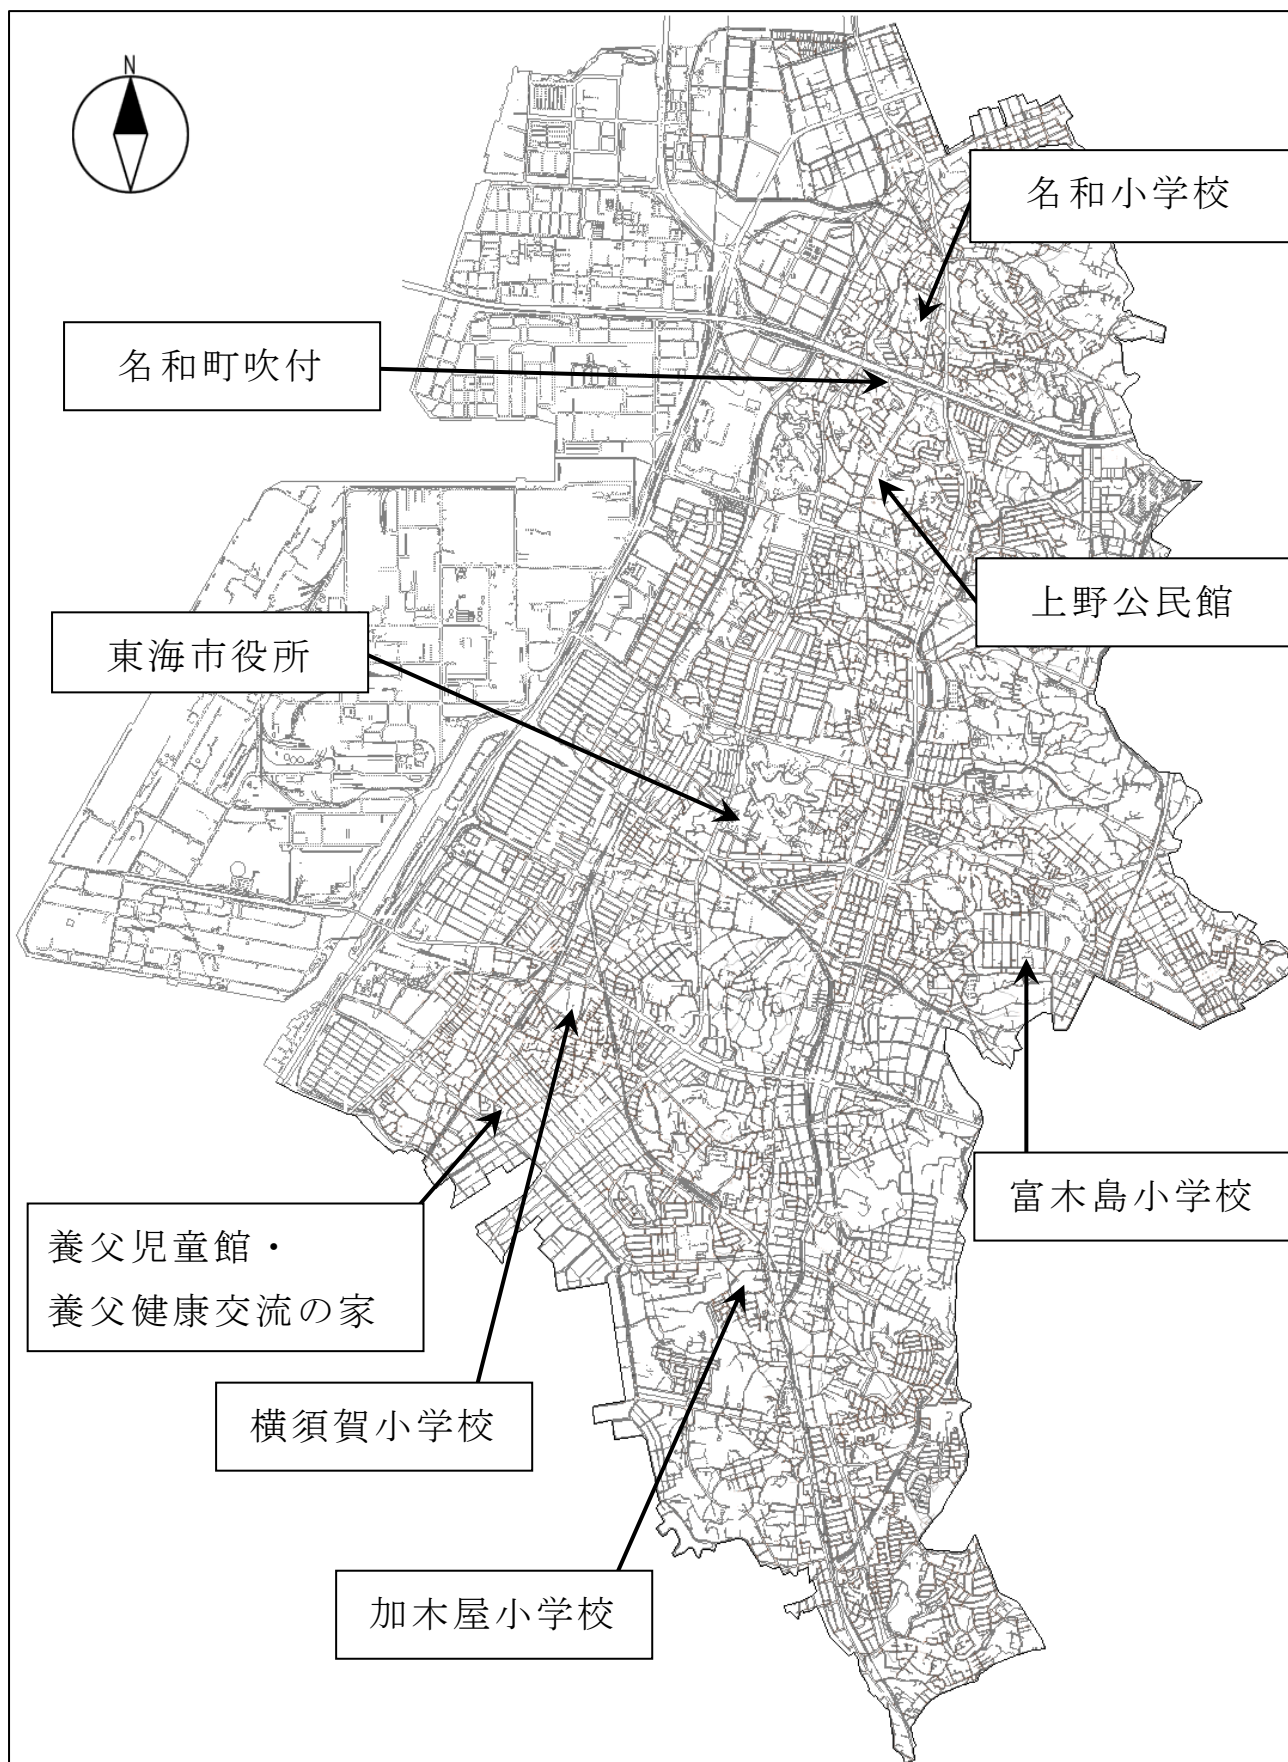 N
名和小学校
名和町吹付
上野公民館
東海市役所
富木島小学校
養父児童館・
養父健康交流の家
横須賀小学校
加木屋小学校